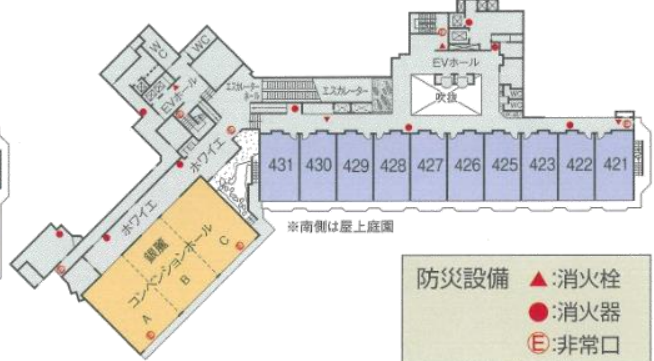 WC
WC
EVホール
エスカレーター
ホール
エスカレーター
EVホール
吹抜
WC
WC
TEL
ホワイエ
ホワイエ
431 430 429 428 427 426 425 423 422 421
※南側は屋上庭園
銀麗
コンベンションホール
A
B
C
E
E
E
E
E
E
E
防災設備 ▲:消火栓
●:消火器
Ⓔ:非常口